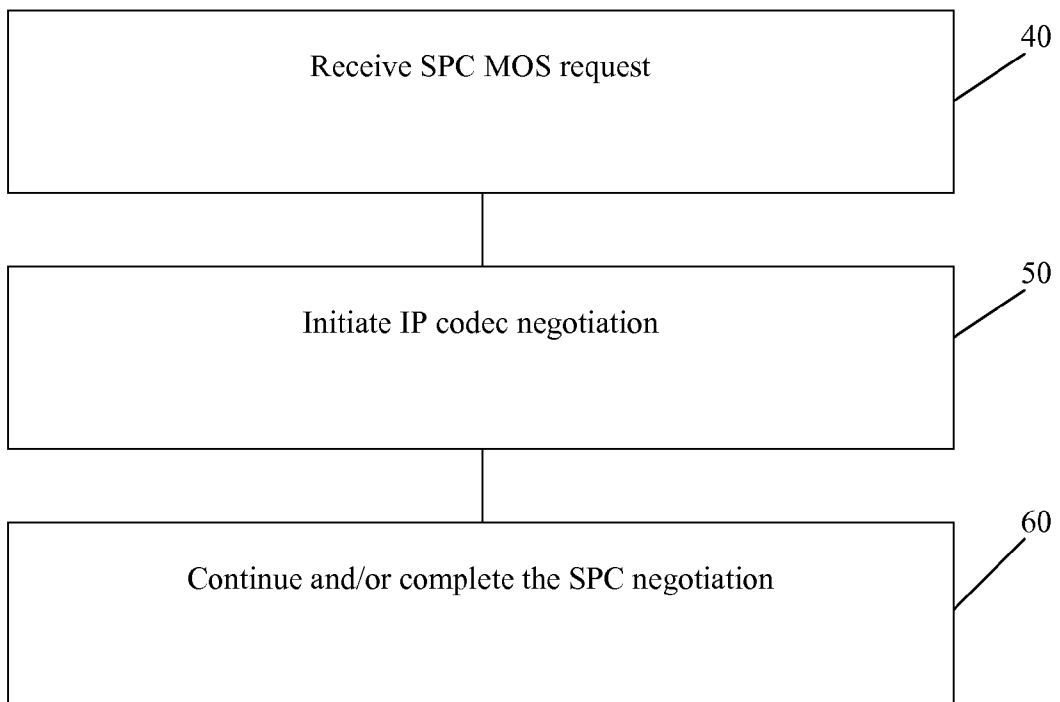 Receive SPC MOS request
40
Initiate IP codec negotiation
50
Continue and/or complete the SPC negotiation
60